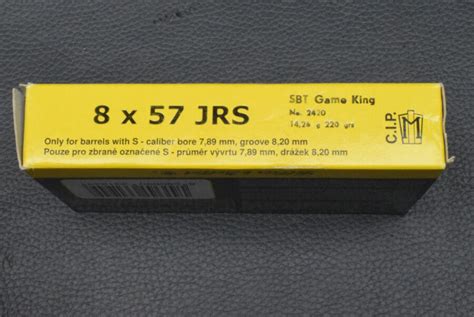 8 x 57 JRS
SBT Game King
No. 2420
14,26 g 220 grs
Only for barrels with S - caliber bore 7,89 mm, groove 8,20 mm
Pouze pro zbraně označené S - průměr vývrtu 7,89 mm, drážek 8,20 mm
C.I.P.